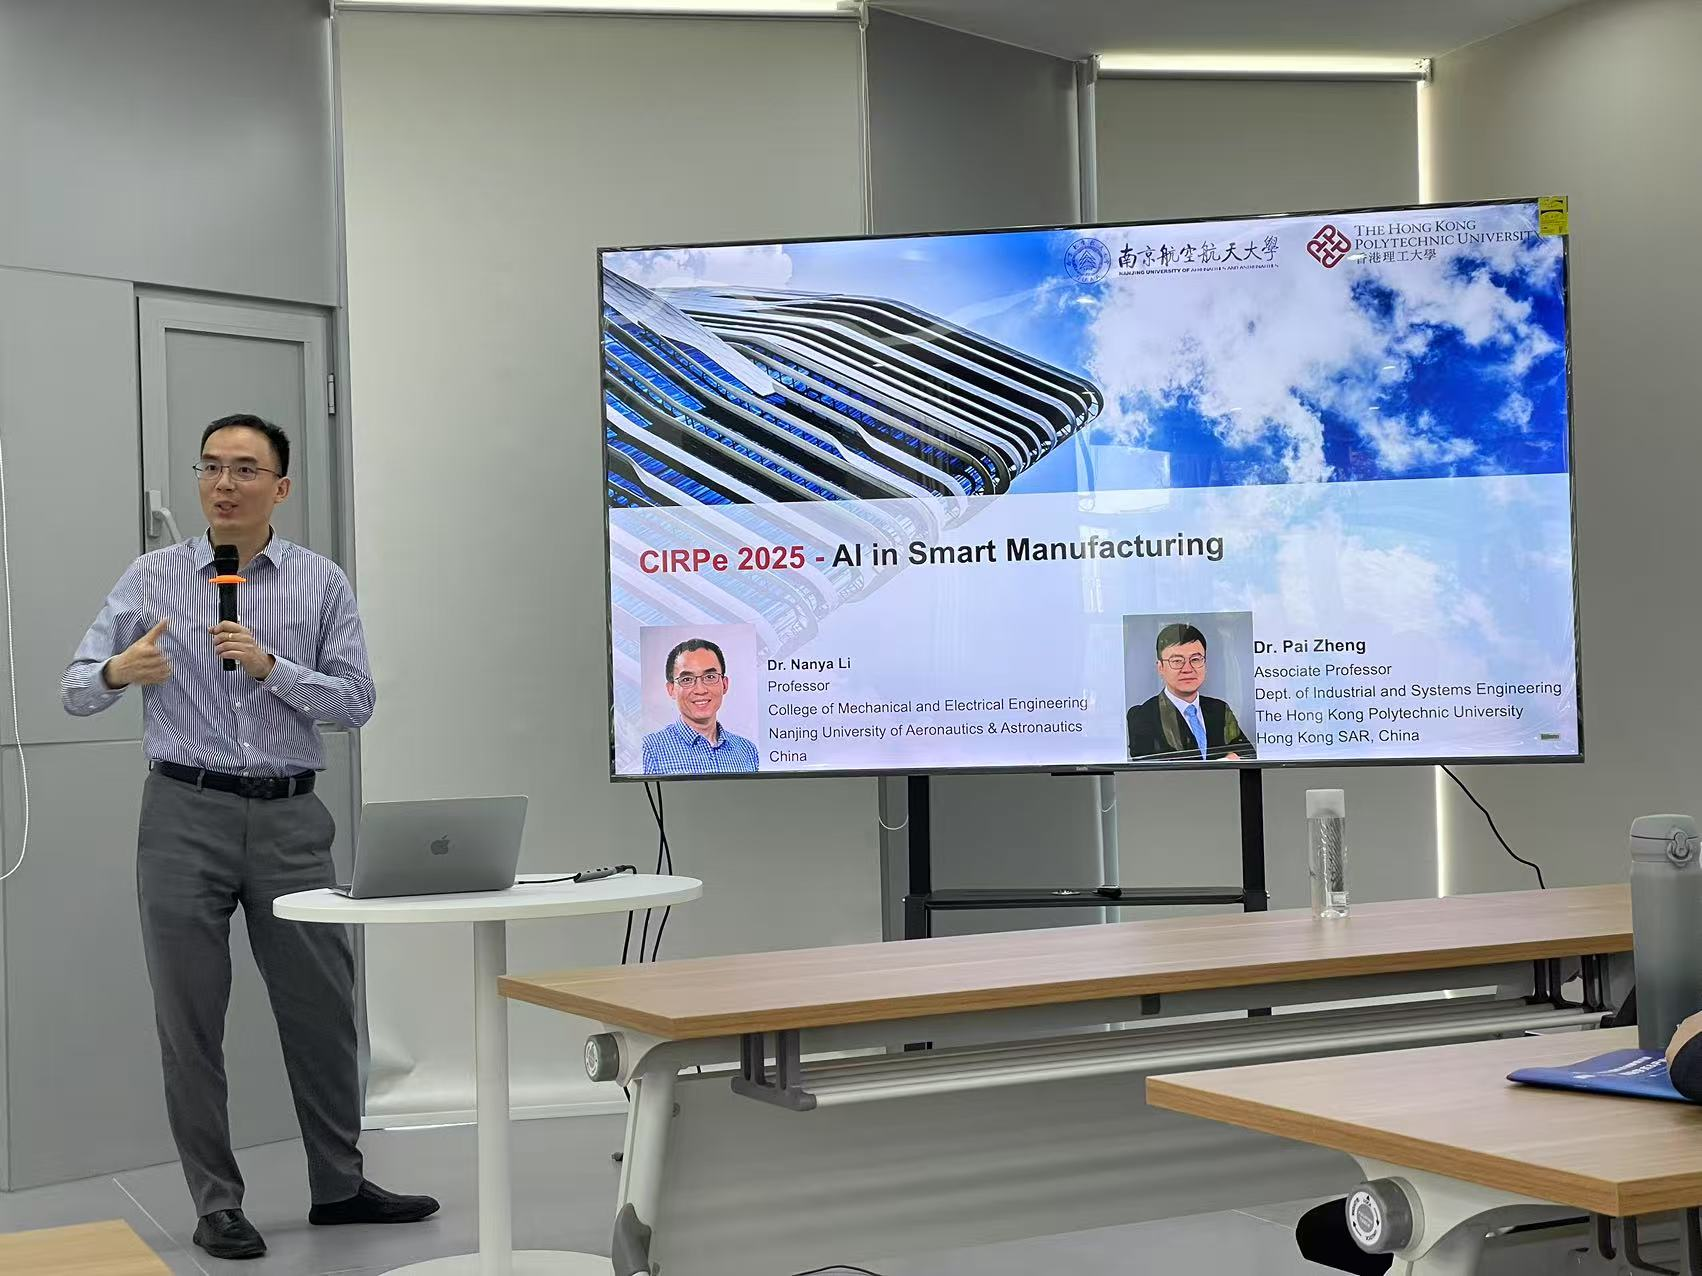 南京航空航天大學
NANJING UNIVERSITY OF AERONAUTICS AND ASTRONAUTICS
THE HONG KONG
POLYTECHNIC UNIVERSITY
香港理工大學
CIRPe 2025 - AI in Smart Manufacturing
Dr. Nanya Li
Professor
College of Mechanical and Electrical Engineering
Nanjing University of Aeronautics & Astronautics
China
Dr. Pai Zheng
Associate Professor
Dept. of Industrial and Systems Engineering
The Hong Kong Polytechnic University
Hong Kong SAR, China